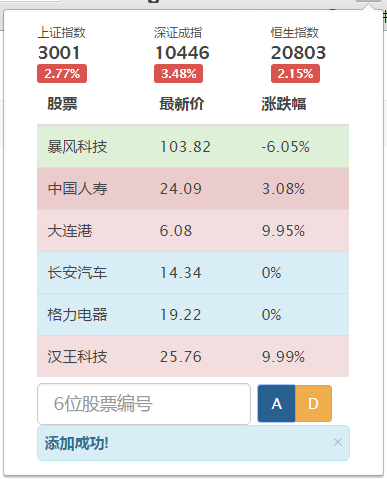 上证指数 深证成指 恒生指数
3001 10446 20803
2.77% 3.48% 2.15%
股票 最新价 涨跌幅
暴风科技 103.82 -6.05%
中国人寿 24.09 3.08%
大连港 6.08 9.95%
长安汽车 14.34 0%
格力电器 19.22 0%
汉王科技 25.76 9.99%
6位股票编号 A D
添加成功! ×